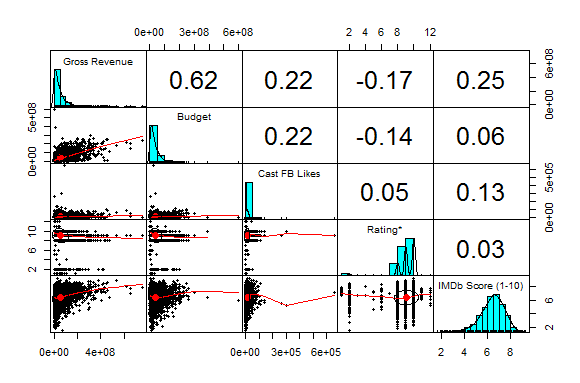 0e+00 6e+08 2 4 6 8 10 12
Gross Revenue 0.62 0.22 -0.17 0.25 0e+00 6e+08
0e+00 5e+08 Budget 0.22 -0.14 0.06
Cast FB Likes 0.05 0.13 0e+00 5e+05
2 6 10 Rating* 0.03
IMDb Score (1-10) 2 6
0e+00 4e+08 0e+00 3e+05 6e+05 2 4 6 8